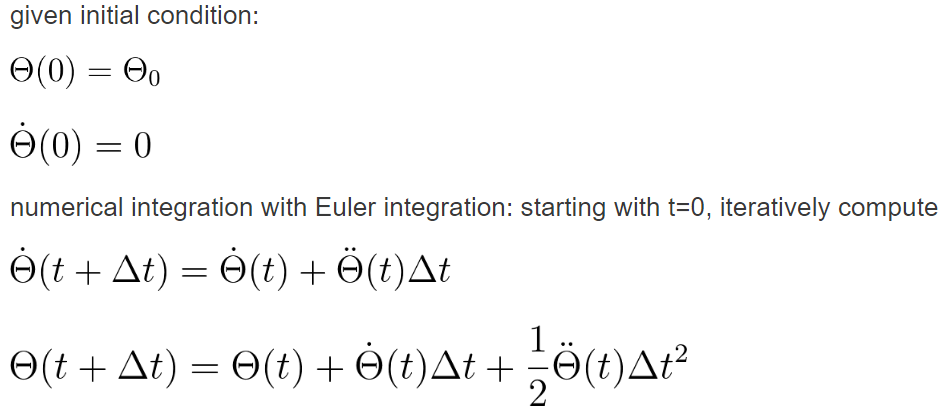 given initial condition:
Θ(0) = Θ₀
Θ̇(0) = 0
numerical integration with Euler integration: starting with t=0, iteratively compute
Θ̇(t + Δt) = Θ̇(t) + Θ̈(t)Δt
Θ(t + Δt) = Θ(t) + Θ̇(t)Δt + ½Θ̈(t)Δt²